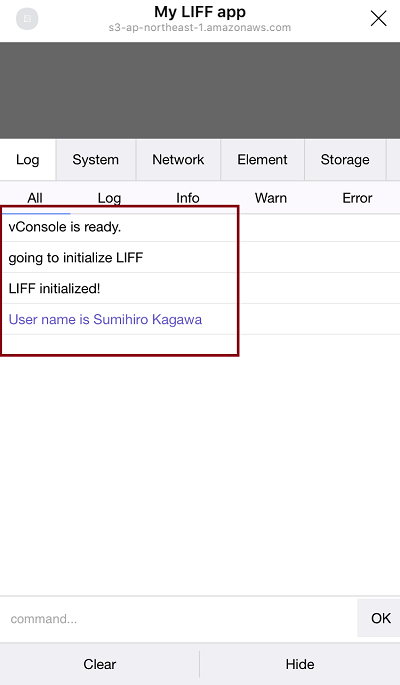 Ei
My LIFF app
s3-ap-northeast-1.amazonaws.com
Log System Network Element Storage
All Log Info Warn Error
vConsole is ready.
going to initialize LIFF
LIFF initialized!
User name is Sumihiro Kagawa
command... OK
Clear Hide